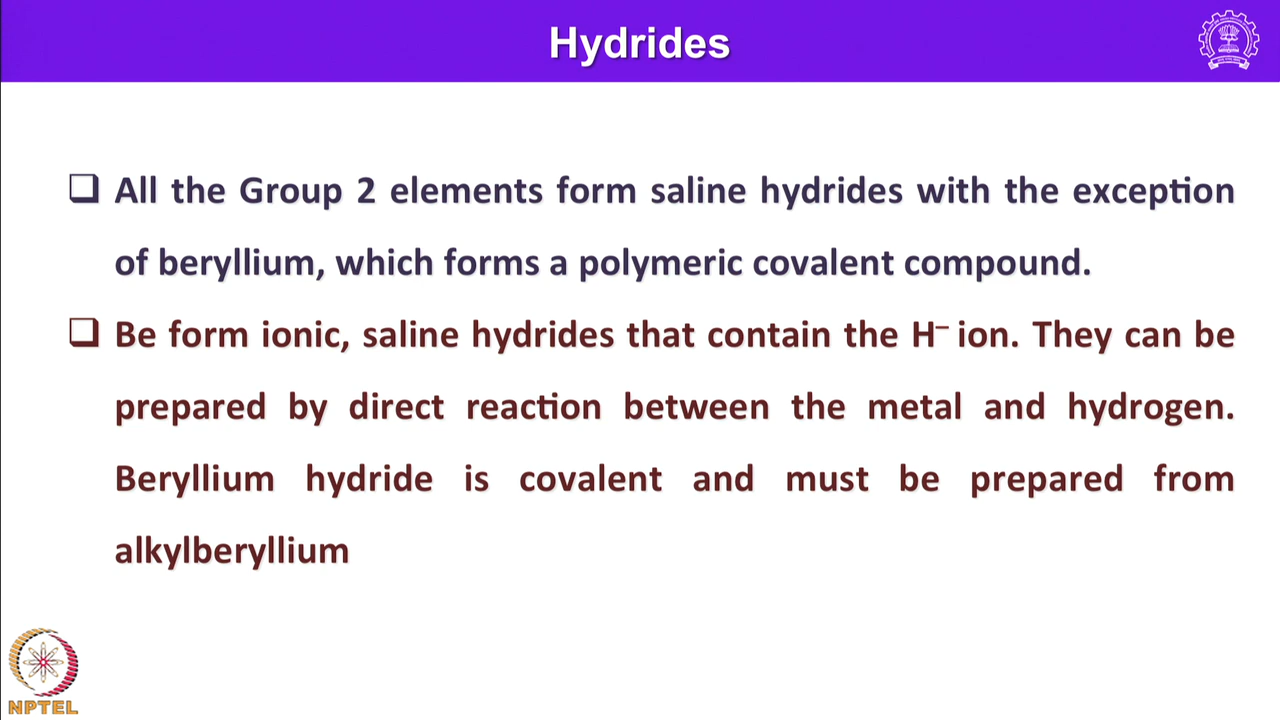 Hydrides
❑ All the Group 2 elements form saline hydrides with the exception
of beryllium, which forms a polymeric covalent compound.
❑ Be form ionic, saline hydrides that contain the H⁻ ion. They can be
prepared by direct reaction between the metal and hydrogen.
Beryllium hydride is covalent and must be prepared from
alkylberyllium
NPTEL